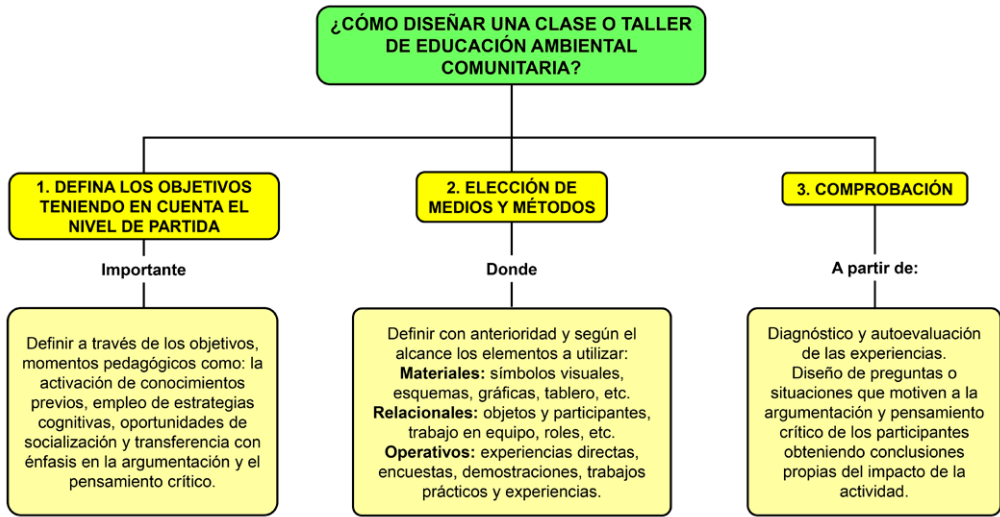 ¿CÓMO DISEÑAR UNA CLASE O TALLER
DE EDUCACIÓN AMBIENTAL
COMUNITARIA?
1. DEFINA LOS OBJETIVOS
TENIENDO EN CUENTA EL
NIVEL DE PARTIDA
Importante
Definir a través de los objetivos,
momentos pedagógicos como: la
activación de conocimientos
previos, empleo de estrategias
cognitivas, oportunidades de
socialización y transferencia con
énfasis en la argumentación y el
pensamiento crítico.
2. ELECCIÓN DE
MEDIOS Y MÉTODOS
Donde
Definir con anterioridad y según el
alcance los elementos a utilizar:
Materiales: símbolos visuales,
esquemas, gráficas, tablero, etc.
Relacionales: objetos y participantes,
trabajo en equipo, roles, etc.
Operativos: experiencias directas,
encuestas, demostraciones, trabajos
prácticos y experiencias.
3. COMPROBACIÓN
A partir de:
Diagnóstico y autoevaluación
de las experiencias.
Diseño de preguntas o
situaciones que motiven a la
argumentación y pensamiento
crítico de los participantes
obteniendo conclusiones
propias del impacto de la
actividad.